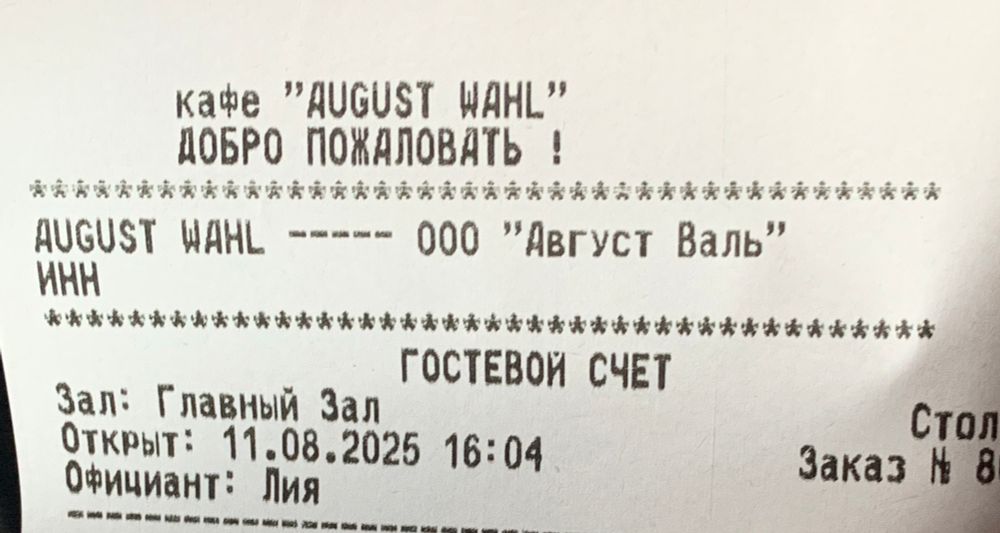 кафе "AUGUST WAHL"
ДОБРО ПОЖАЛОВАТЬ !
AUGUST WAHL ----- ООО "Август Валь"
ИНН
ГОСТЕВОЙ СЧЕТ
Зал: Главный Зал
Стол
Открыт: 11.08.2025 16:04
Заказ № 8
Официант: Лия